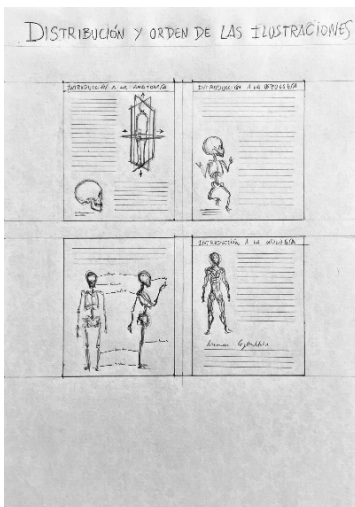 DISTRIBUCIÓN Y ORDEN DE LAS ILUSTRACIONES
INTRODUCCIÓN A LA ANATOMÍA
INTRODUCCIÓN A LA OSTEOLOGÍA
INTRODUCCIÓN A LA MIOLOGÍA